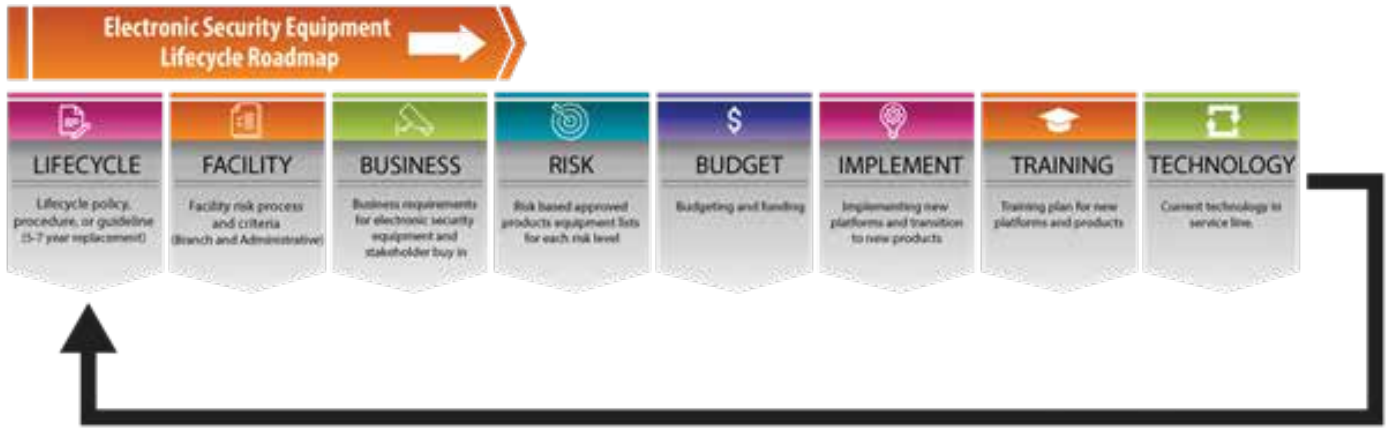 Electronic Security Equipment
Lifecycle Roadmap
LIFECYCLE
Lifecycle policy,
procedure, or guideline
(5-7 year replacement)
FACILITY
Facility risk process
and criteria
(Branch and Administrative)
BUSINESS
Business requirements
for electronic security
equipment and
stakeholder buy in
RISK
Risk based approved
products equipment lists
for each risk level
BUDGET
Budgeting and funding
IMPLEMENT
Implementing new
platforms and transition
to new products
TRAINING
Training plan for new
platforms and products
TECHNOLOGY
Current technology in
service line.